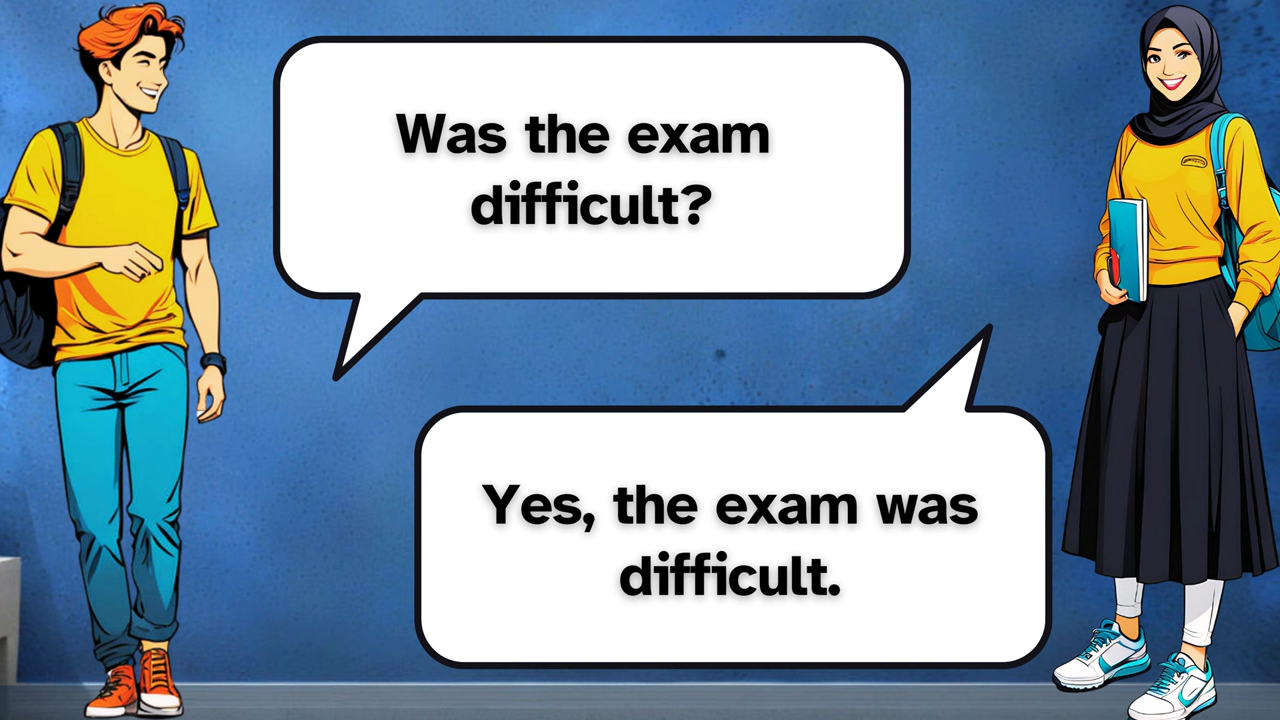 Was the exam
difficult?
Yes, the exam was
difficult.